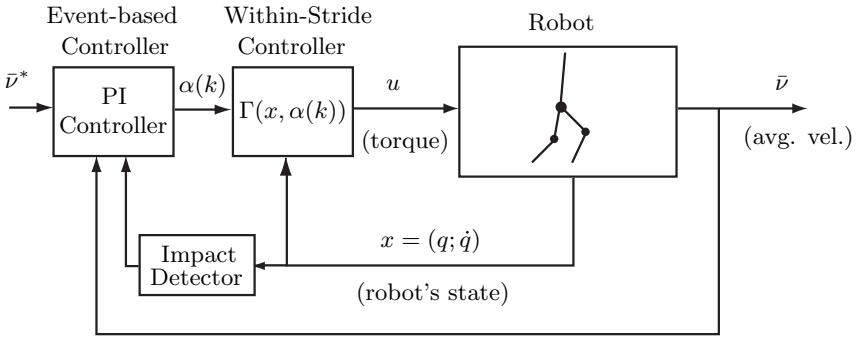 Event-based
Controller
Within-Stride
Controller
Robot
ν̄*
PI
Controller
α(k)
Γ(x, α(k))
u
(torque)
ν̄
(avg. vel.)
Impact
Detector
x = (q; q̇)
(robot's state)